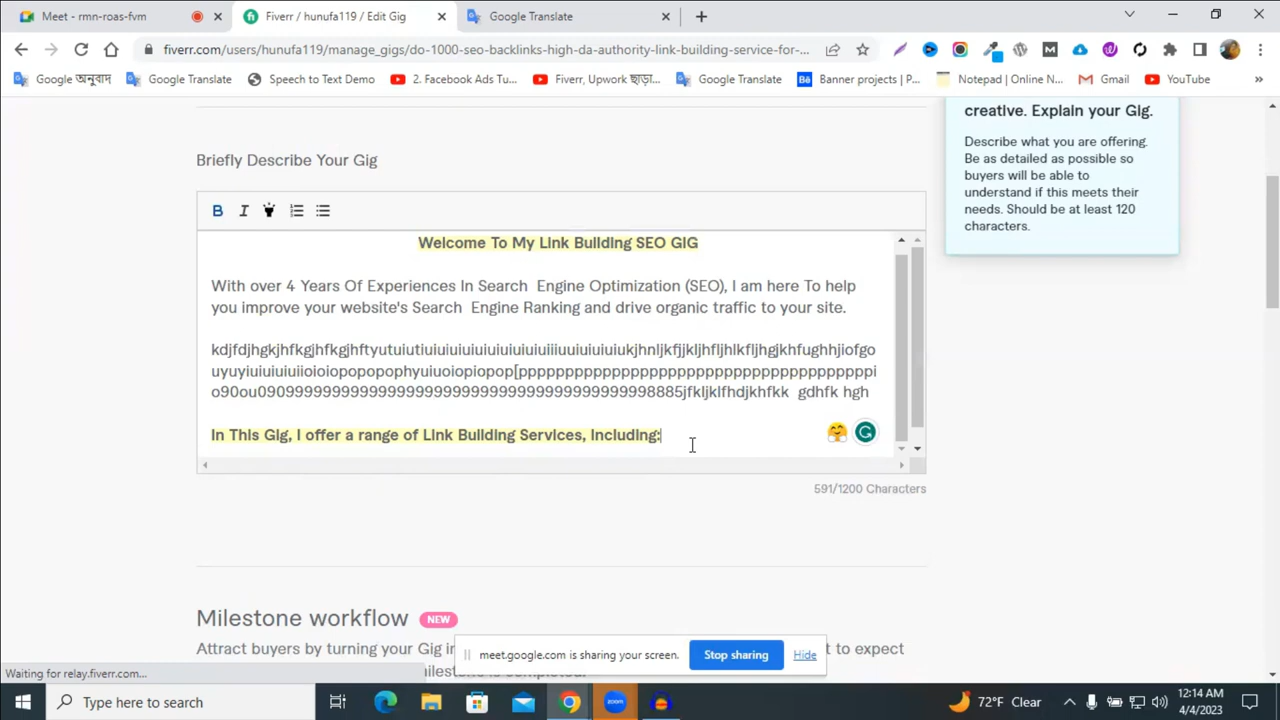 Meet - rmn-roas-fvm
Fiverr / hunufa119 / Edit Gig
Google Translate
fiverr.com/users/hunufa119/manage_gigs/do-1000-seo-backlinks-high-da-authority-link-building-service-for-...
Google অনুবাদ
Google Translate
Speech to Text Demo
2. Facebook Ads Tu...
Fiverr, Upwork ছাড়া...
Google Translate
Banner projects | P...
Notepad | Online N...
Gmail
YouTube
»
creative. Explain your Gig.
Describe what you are offering.
Be as detailed as possible so
buyers will be able to
understand if this meets their
needs. Should be at least 120
characters.
Briefly Describe Your Gig
B I
Welcome To My Link Building SEO GIG
With over 4 Years Of Experiences In Search Engine Optimization (SEO), I am here To help
you improve your website's Search Engine Ranking and drive organic traffic to your site.
In This Gig, I offer a range of Link Building Services, Including:
591/1200 Characters
Milestone workflow NEW
Attract buyers by turning your Gig in
t to expect
milestone is completed.
meet.google.com is sharing your screen.
Stop sharing
Hide
Waiting for relay.fiverr.com...
Type here to search
zoom
72°F Clear
12:14 AM
4/4/2023